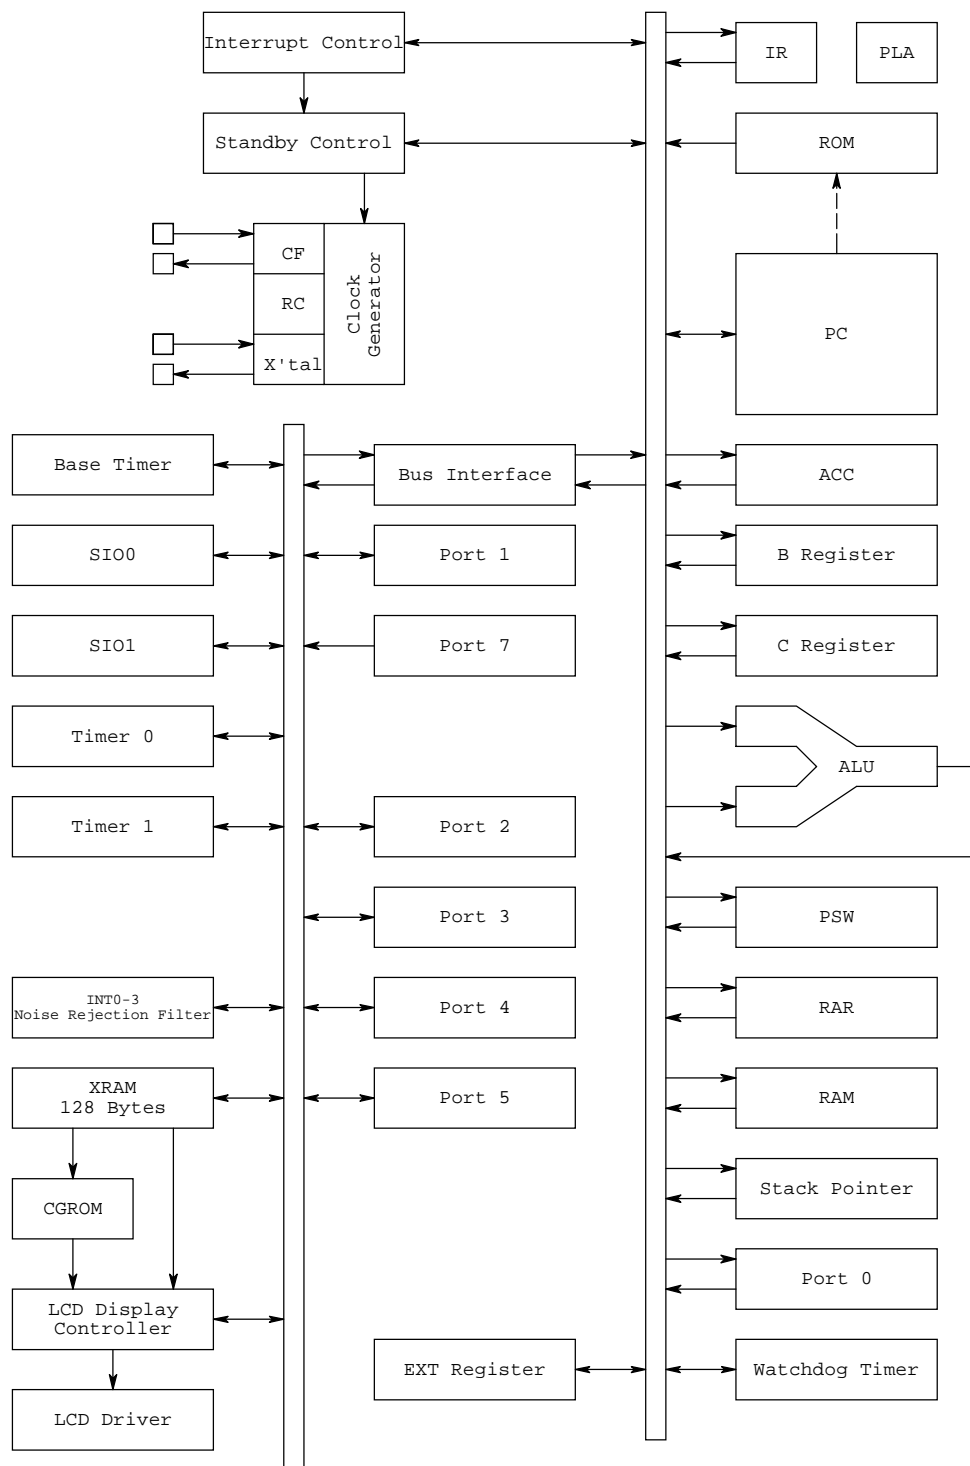 Interrupt Control
IR
PLA
Standby Control
ROM
CF
RC
X'tal
Clock
Generator
PC
Base Timer
Bus Interface
ACC
SIO0
Port 1
B Register
SIO1
Port 7
C Register
Timer 0
ALU
Timer 1
Port 2
Port 3
PSW
INT0-3
Noise Rejection Filter
Port 4
RAR
XRAM
128 Bytes
Port 5
RAM
CGROM
Stack Pointer
LCD Display
Controller
Port 0
EXT Register
Watchdog Timer
LCD Driver